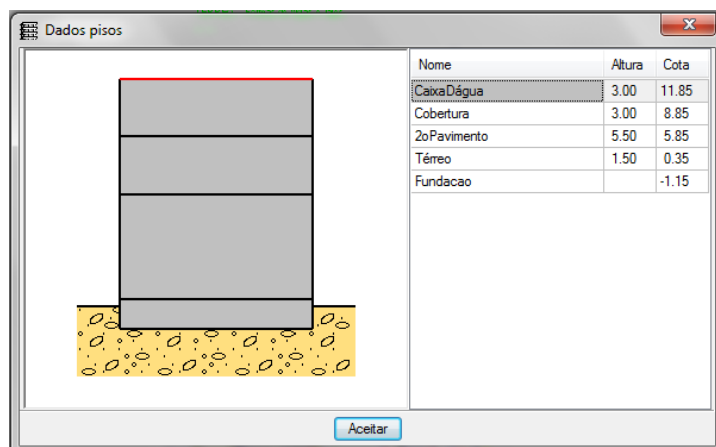 Dados pisos
Nome Altura Cota
CaixaDágua 3.00 11.85
Cobertura 3.00 8.85
2oPavimento 5.50 5.85
Térreo 1.50 0.35
Fundacao -1.15
Aceitar